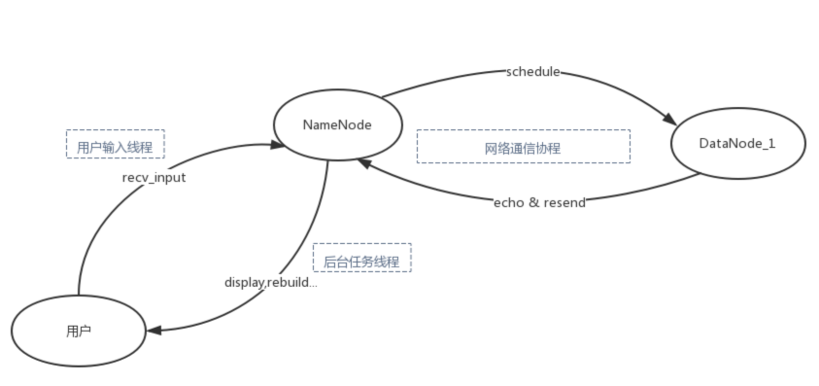 schedule
NameNode
用户输入线程
网络通信协程
DataNode_1
recv_input
echo & resend
后台任务线程
display,rebuild...
用户